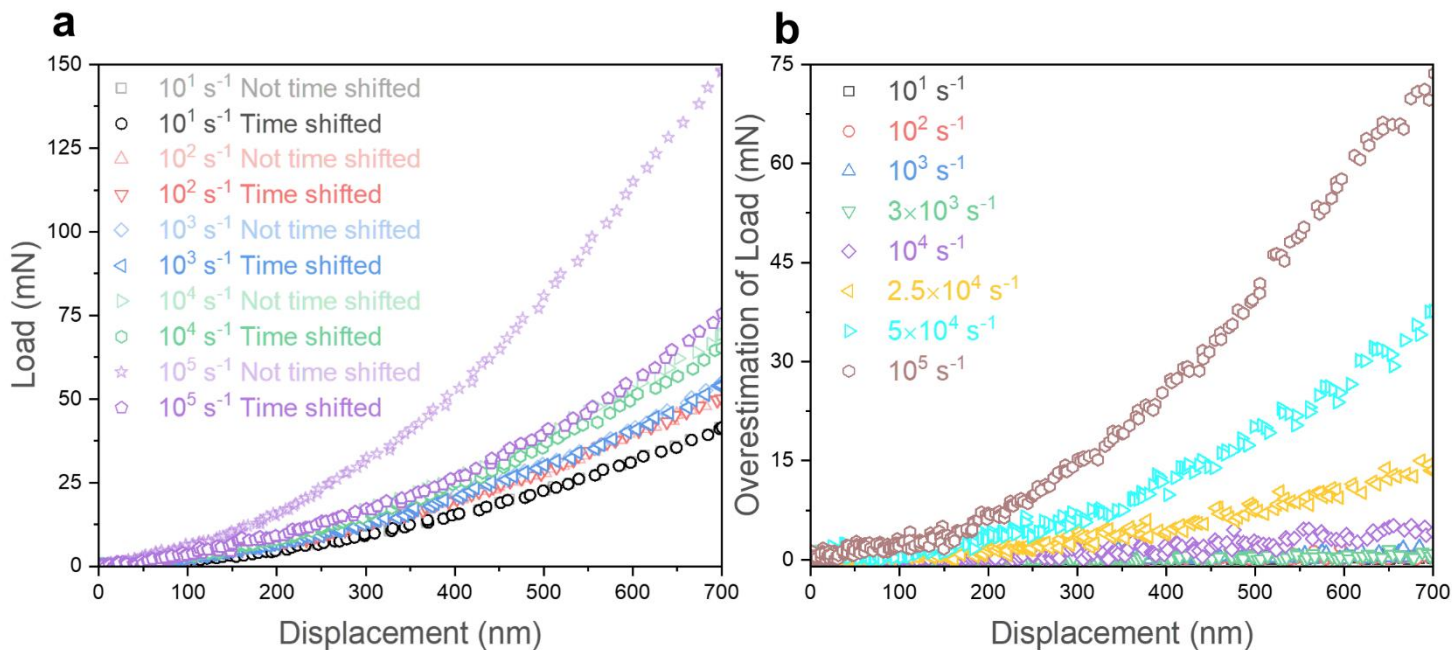 a
150
125
100
75
50
25
0
Load (mN)
10¹ s⁻¹ Not time shifted
10¹ s⁻¹ Time shifted
10² s⁻¹ Not time shifted
10² s⁻¹ Time shifted
10³ s⁻¹ Not time shifted
10³ s⁻¹ Time shifted
10⁴ s⁻¹ Not time shifted
10⁴ s⁻¹ Time shifted
10⁵ s⁻¹ Not time shifted
10⁵ s⁻¹ Time shifted
0 100 200 300 400 500 600 700
Displacement (nm)
b
75
60
45
30
15
0
Overestimation of Load (mN)
10¹ s⁻¹
10² s⁻¹
10³ s⁻¹
3×10³ s⁻¹
10⁴ s⁻¹
2.5×10⁴ s⁻¹
5×10⁴ s⁻¹
10⁵ s⁻¹
0 100 200 300 400 500 600 700
Displacement (nm)